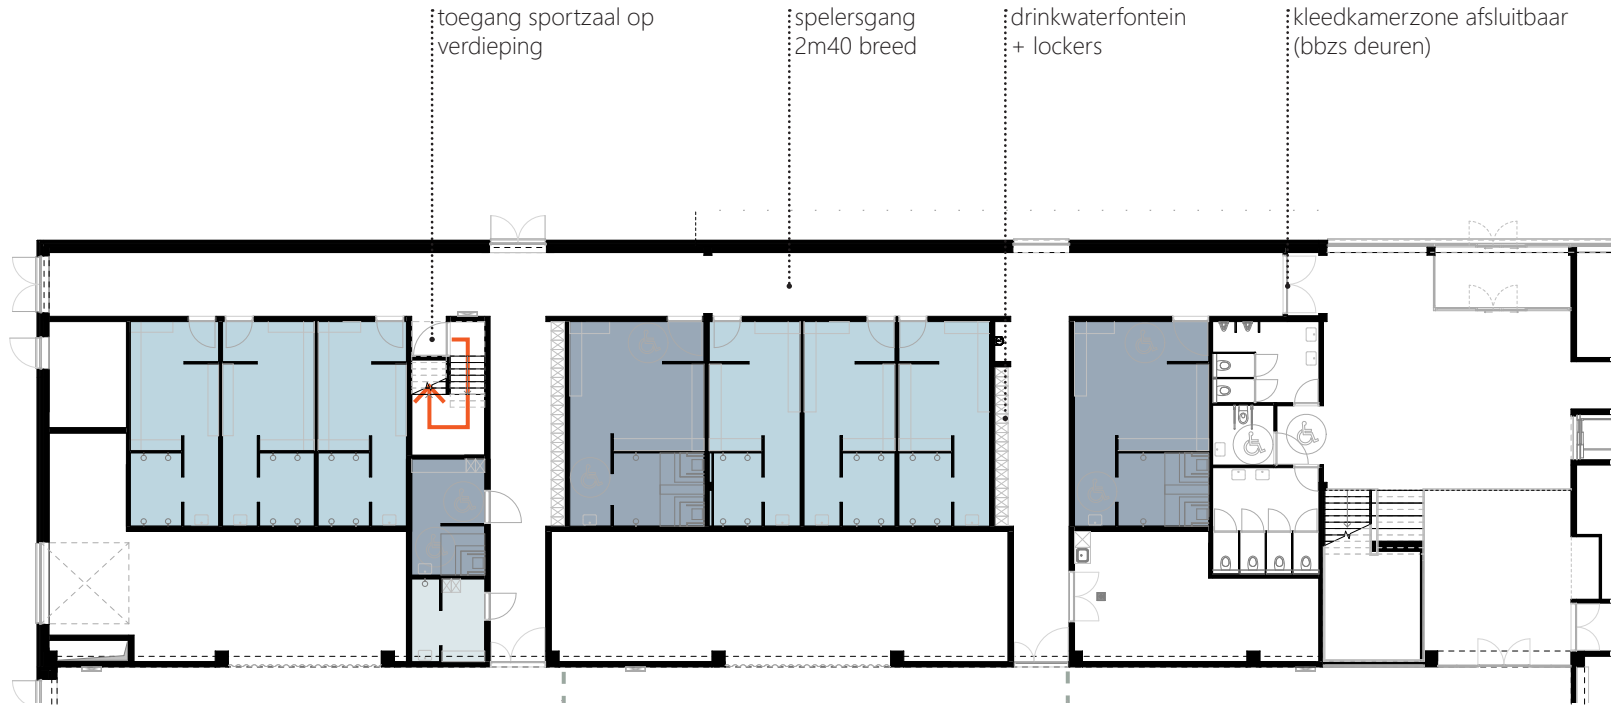 toegang sportzaal op
verdieping
spelersgang
2m40 breed
drinkwaterfontein
+ lockers
kleedkamerzone afsluitbaar
(bbzs deuren)